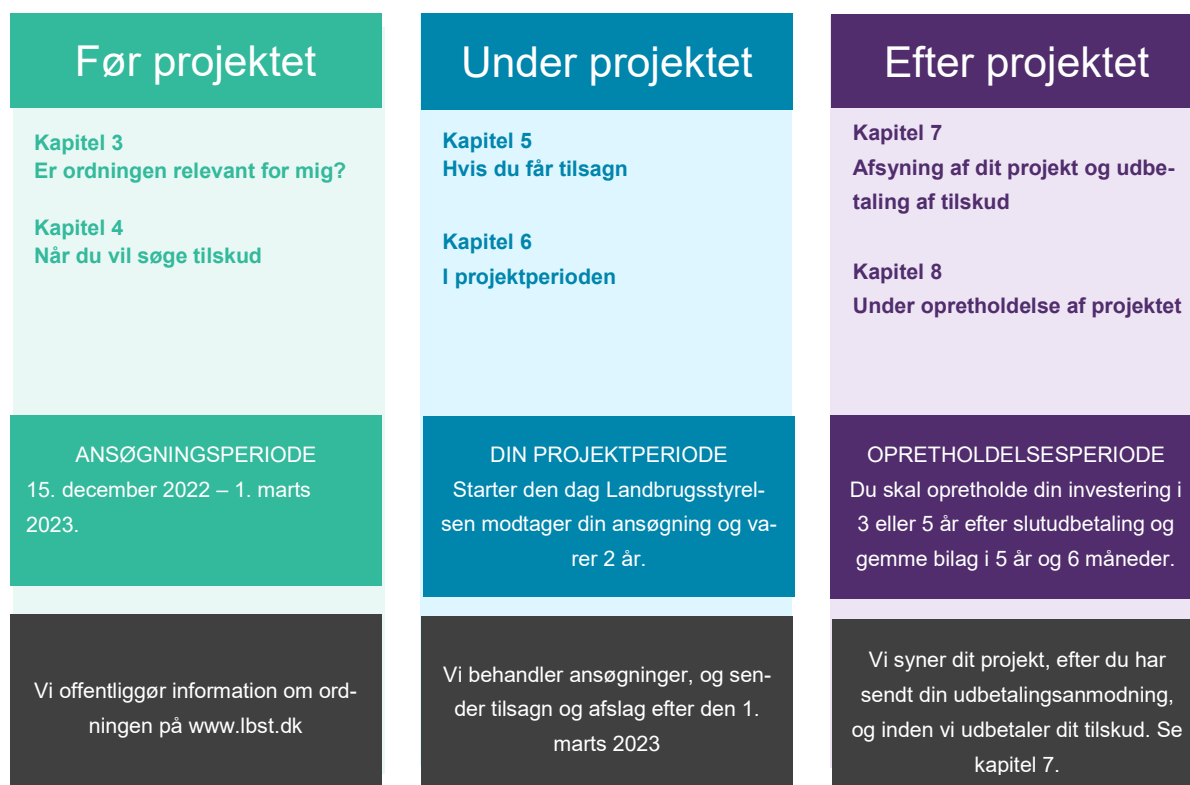 Før projektet
Kapitel 3
Er ordningen relevant for mig?
Kapitel 4
Når du vil søge tilskud
ANSØGNINGSPERIODE
15. december 2022 – 1. marts
2023.
Vi offentliggør information om ord-
ningen på www.lbst.dk
Under projektet
Kapitel 5
Hvis du får tilsagn
Kapitel 6
I projektperioden
DIN PROJEKTPERIODE
Starter den dag Landbrugsstyrel-
sen modtager din ansøgning og va-
rer 2 år.
Vi behandler ansøgninger, og sen-
der tilsagn og afslag efter den 1.
marts 2023
Efter projektet
Kapitel 7
Afsyning af dit projekt og udbe-
taling af tilskud
Kapitel 8
Under opretholdelse af projektet
OPRETHOLDELSESPERIODE
Du skal opretholde din investering i
3 eller 5 år efter slutudbetaling og
gemme bilag i 5 år og 6 måneder.
Vi syner dit projekt, efter du har
sendt din udbetalingsanmodning,
og inden vi udbetaler dit tilskud. Se
kapitel 7.